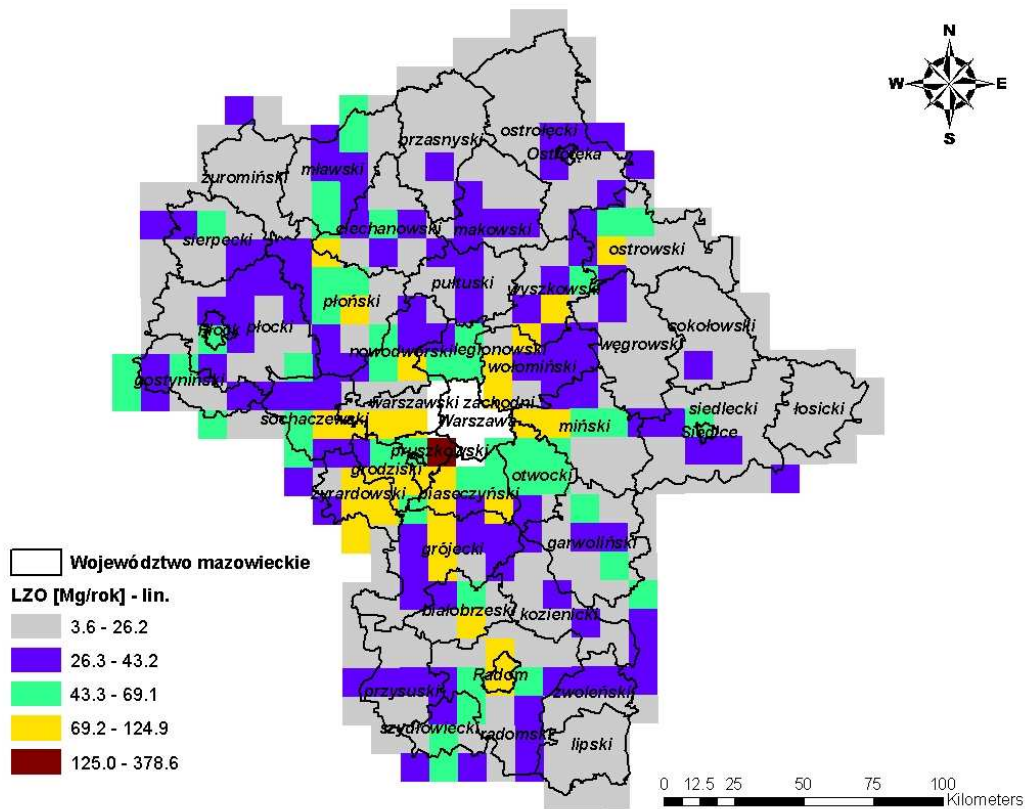 N
W E
S
ostrołęcki
przasnyski
Ostrołęka
mławski
żuromiński
ciechanowski
makowski
sierpecki
ostrowski
pułtuski
wyszkowski
płoński
sokołowski
Płock
płocki
węgrowski
nowodworski
legionowski
wołomiński
gostyniński
warszawski zachodni
siedlecki
łosicki
sochaczewski
Warszawa
miński
Siedlce
pruszkowski
grodziski
otwocki
żyrardowski
piaseczyński
grójecki
garwoliński
białobrzeski
kozienicki
Radom
przysuski
zwoleński
szydłowiecki
radomski
lipski
Województwo mazowieckie
LZO [Mg/rok] - lin.
3.6 - 26.2
26.3 - 43.2
43.3 - 69.1
69.2 - 124.9
125.0 - 378.6
0 12.5 25 50 75 100
Kilometers